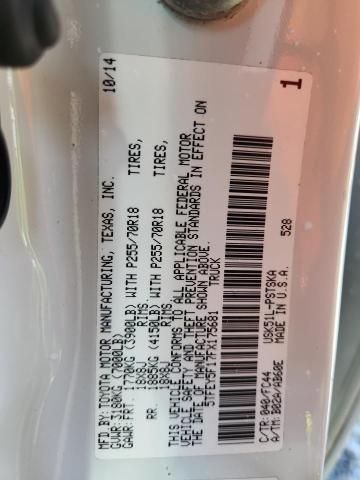 MFD.BY:TOYOTA MOTOR MANUFACTURING, TEXAS, INC. 10/14
GVWR:3180KG(7000LB)
GAWR:FRT. 1770KG(3900LB) WITH P255/70R18 TIRES,
18X8J RIMS,
RR. 1885KG(4150LB) WITH P255/70R18 TIRES,
18X8J RIMS.
THIS VEHICLE CONFORMS TO ALL APPLICABLE FEDERAL MOTOR
VEHICLE SAFETY AND THEFT PREVENTION STANDARDS IN EFFECT ON
THE DATE OF MANUFACTURE SHOWN ABOVE.
5TFEY5F17FX175681 TRUCK
1
C/TR:040/FC44 USK51L-PSTSKA 528
A/TM:B02A/AB60E MADE IN U.S.A.